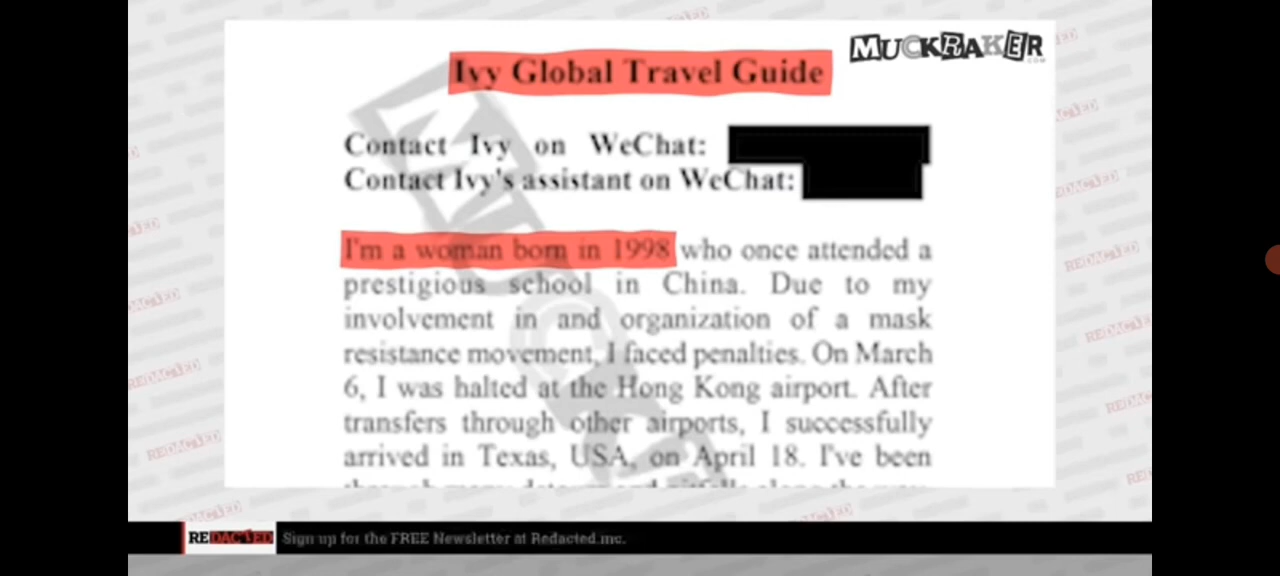 MUCKRAKER
.COM
Ivy Global Travel Guide
Contact Ivy on WeChat:
Contact Ivy's assistant on WeChat:
I'm a woman born in 1998 who once attended a
prestigious school in China. Due to my
involvement in and organization of a mask
resistance movement, I faced penalties. On March
6, I was halted at the Hong Kong airport. After
transfers through other airports, I successfully
arrived in Texas, USA, on April 18. I've been
REDACTED Sign up for the FREE Newsletter at Redacted.inc.